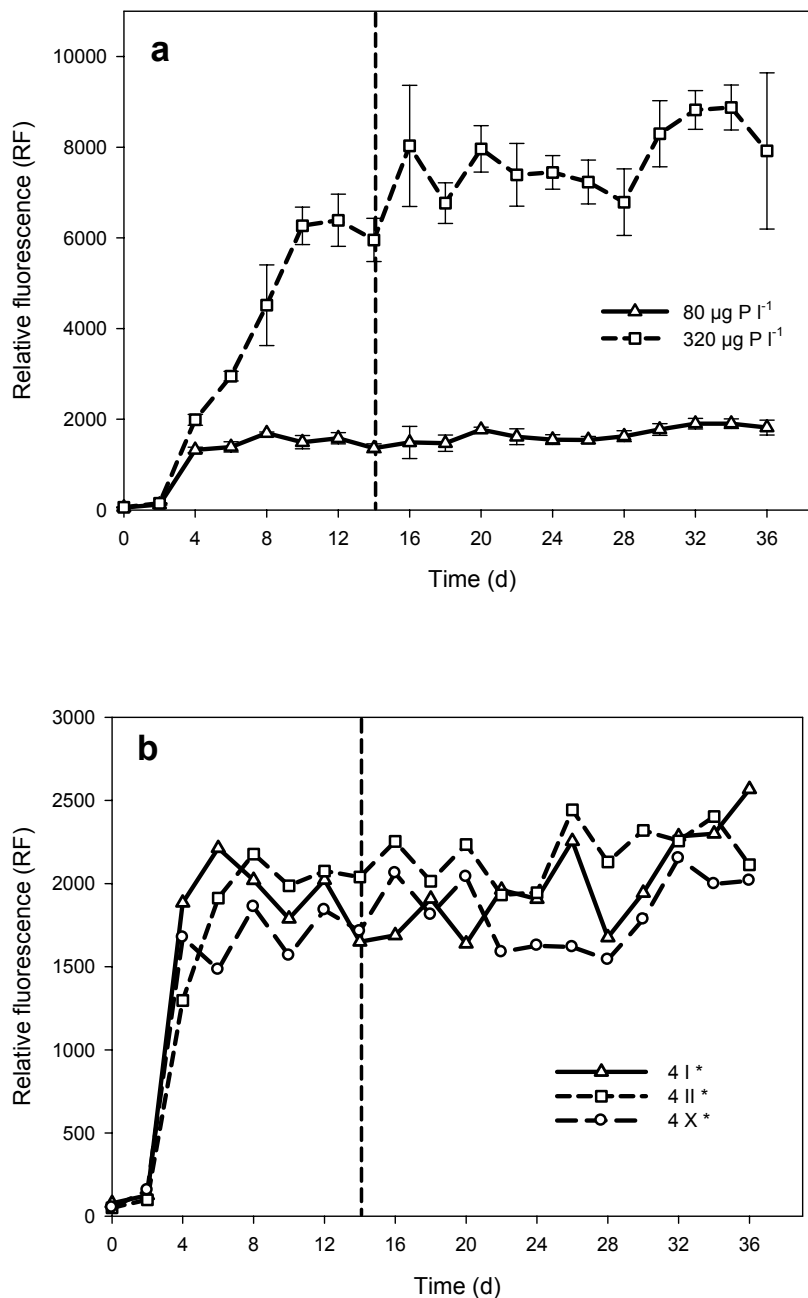 a
10000
8000
6000
4000
2000
0
Relative fluorescence (RF)
80 µg P l-1
320 µg P l-1
0 4 8 12 16 20 24 28 32 36
Time (d)
b
3000
2500
2000
1500
1000
500
0
Relative fluorescence (RF)
4 I *
4 II *
4 X *
0 4 8 12 16 20 24 28 32 36
Time (d)